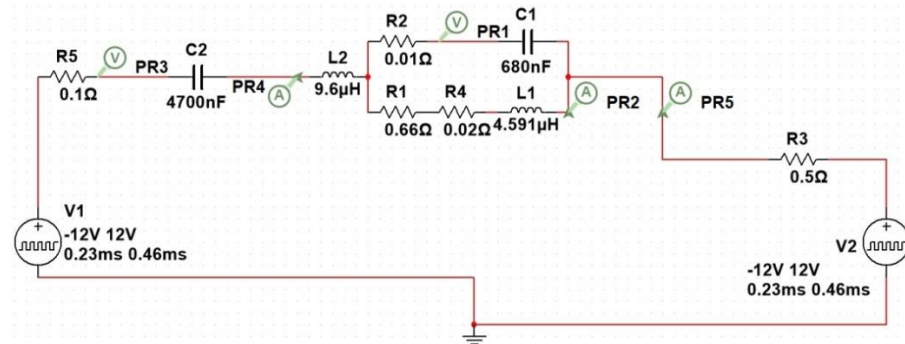 R2
V
PR1
C1
0.01Ω
680nF
R5
V
PR3
C2
L2
0.1Ω
4700nF
PR4
A
9.6µH
R1
R4
L1
A
PR2
A
PR5
0.66Ω
0.02Ω
4.591µH
R3
0.5Ω
V1
-12V 12V
0.23ms 0.46ms
V2
-12V 12V
0.23ms 0.46ms